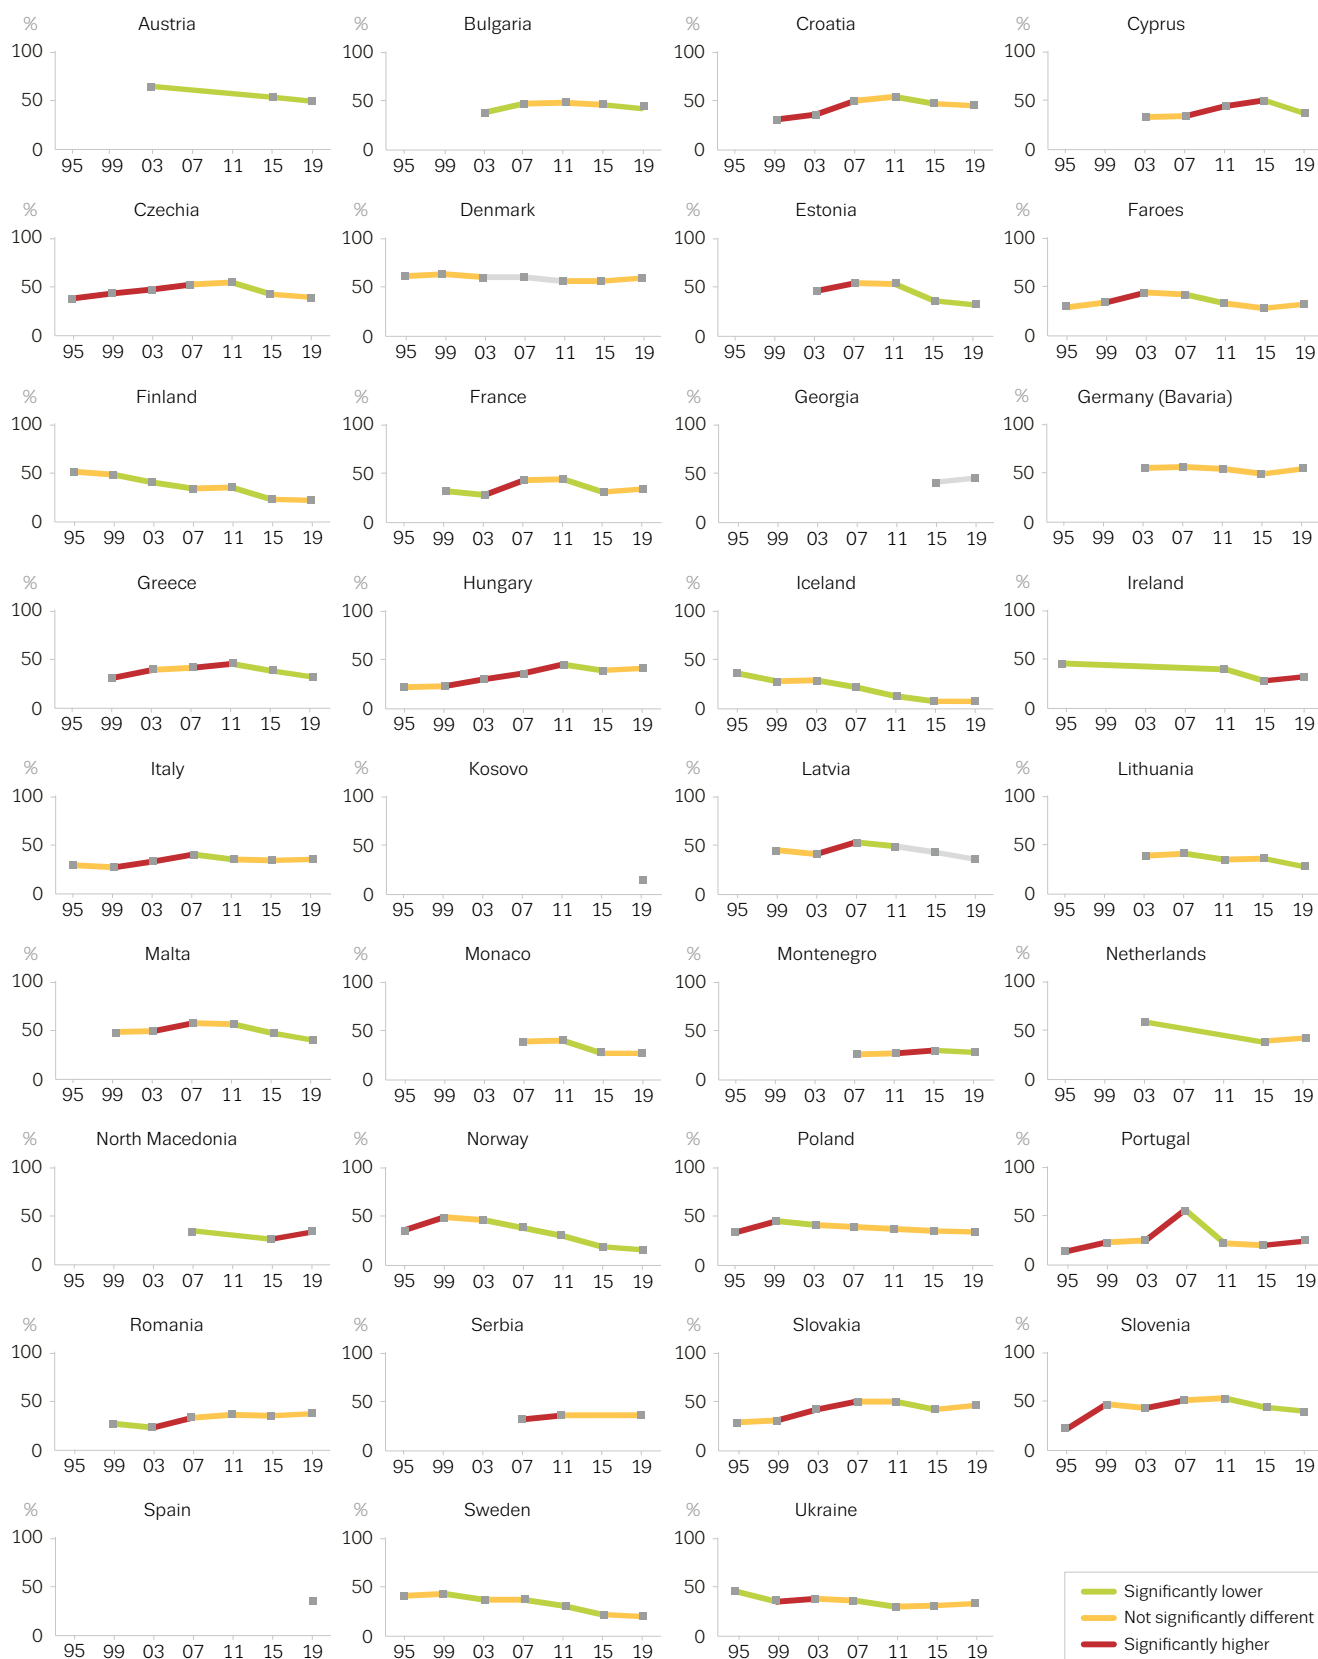 % Austria % Bulgaria % Croatia % Cyprus
100 100 100 100
50 50 50 50
0 0 0 0
95 99 03 07 11 15 19 95 99 03 07 11 15 19 95 99 03 07 11 15 19 95 99 03 07 11 15 19
% Czechia % Denmark % Estonia % Faroes
100 100 100 100
50 50 50 50
0 0 0 0
95 99 03 07 11 15 19 95 99 03 07 11 15 19 95 99 03 07 11 15 19 95 99 03 07 11 15 19
% Finland % France % Georgia % Germany (Bavaria)
100 100 100 100
50 50 50 50
0 0 0 0
95 99 03 07 11 15 19 95 99 03 07 11 15 19 95 99 03 07 11 15 19 95 99 03 07 11 15 19
% Greece % Hungary % Iceland % Ireland
100 100 100 100
50 50 50 50
0 0 0 0
95 99 03 07 11 15 19 95 99 03 07 11 15 19 95 99 03 07 11 15 19 95 99 03 07 11 15 19
% Italy % Kosovo % Latvia % Lithuania
100 100 100 100
50 50 50 50
0 0 0 0
95 99 03 07 11 15 19 95 99 03 07 11 15 19 95 99 03 07 11 15 19 95 99 03 07 11 15 19
% Malta % Monaco % Montenegro % Netherlands
100 100 100 100
50 50 50 50
0 0 0 0
95 99 03 07 11 15 19 95 99 03 07 11 15 19 95 99 03 07 11 15 19 95 99 03 07 11 15 19
% North Macedonia % Norway % Poland % Portugal
100 100 100 100
50 50 50 50
0 0 0 0
95 99 03 07 11 15 19 95 99 03 07 11 15 19 95 99 03 07 11 15 19 95 99 03 07 11 15 19
% Romania % Serbia % Slovakia % Slovenia
100 100 100 100
50 50 50 50
0 0 0 0
95 99 03 07 11 15 19 95 99 03 07 11 15 19 95 99 03 07 11 15 19 95 99 03 07 11 15 19
% Spain % Sweden % Ukraine
100 100 100
50 50 50
0 0 0
95 99 03 07 11 15 19 95 99 03 07 11 15 19 95 99 03 07 11 15 19
Significantly lower
Not significantly different
Significantly higher